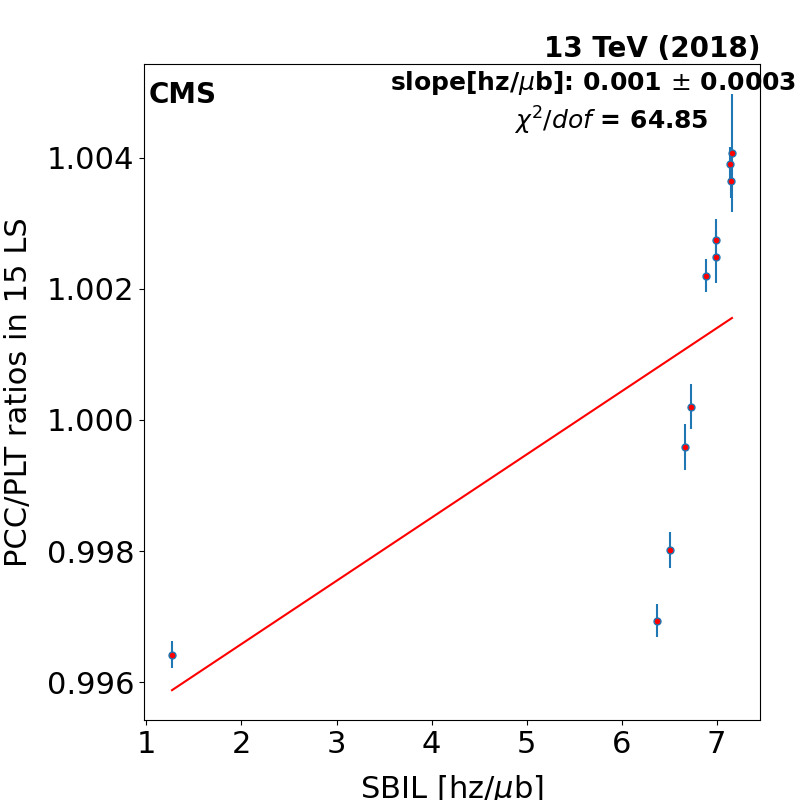 13 TeV (2018)
CMS
slope[hz/μb]: 0.001 ± 0.0003
χ²/dof = 64.85
PCC/PLT ratios in 15 LS
1.004
1.002
1.000
0.998
0.996
1 2 3 4 5 6 7
SBIL [hz/μb]